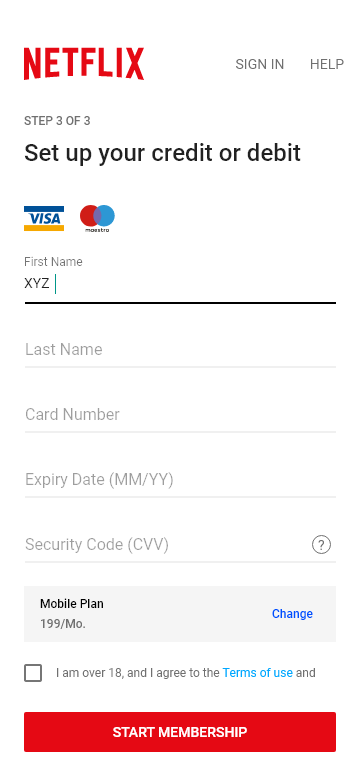 NETFLIX
SIGN IN HELP
STEP 3 OF 3
Set up your credit or debit
VISA maestro
First Name
XYZ
Last Name
Card Number
Expiry Date (MM/YY)
Security Code (CVV) ?
Mobile Plan
199/Mo.
Change
I am over 18, and I agree to the Terms of use and
START MEMBERSHIP